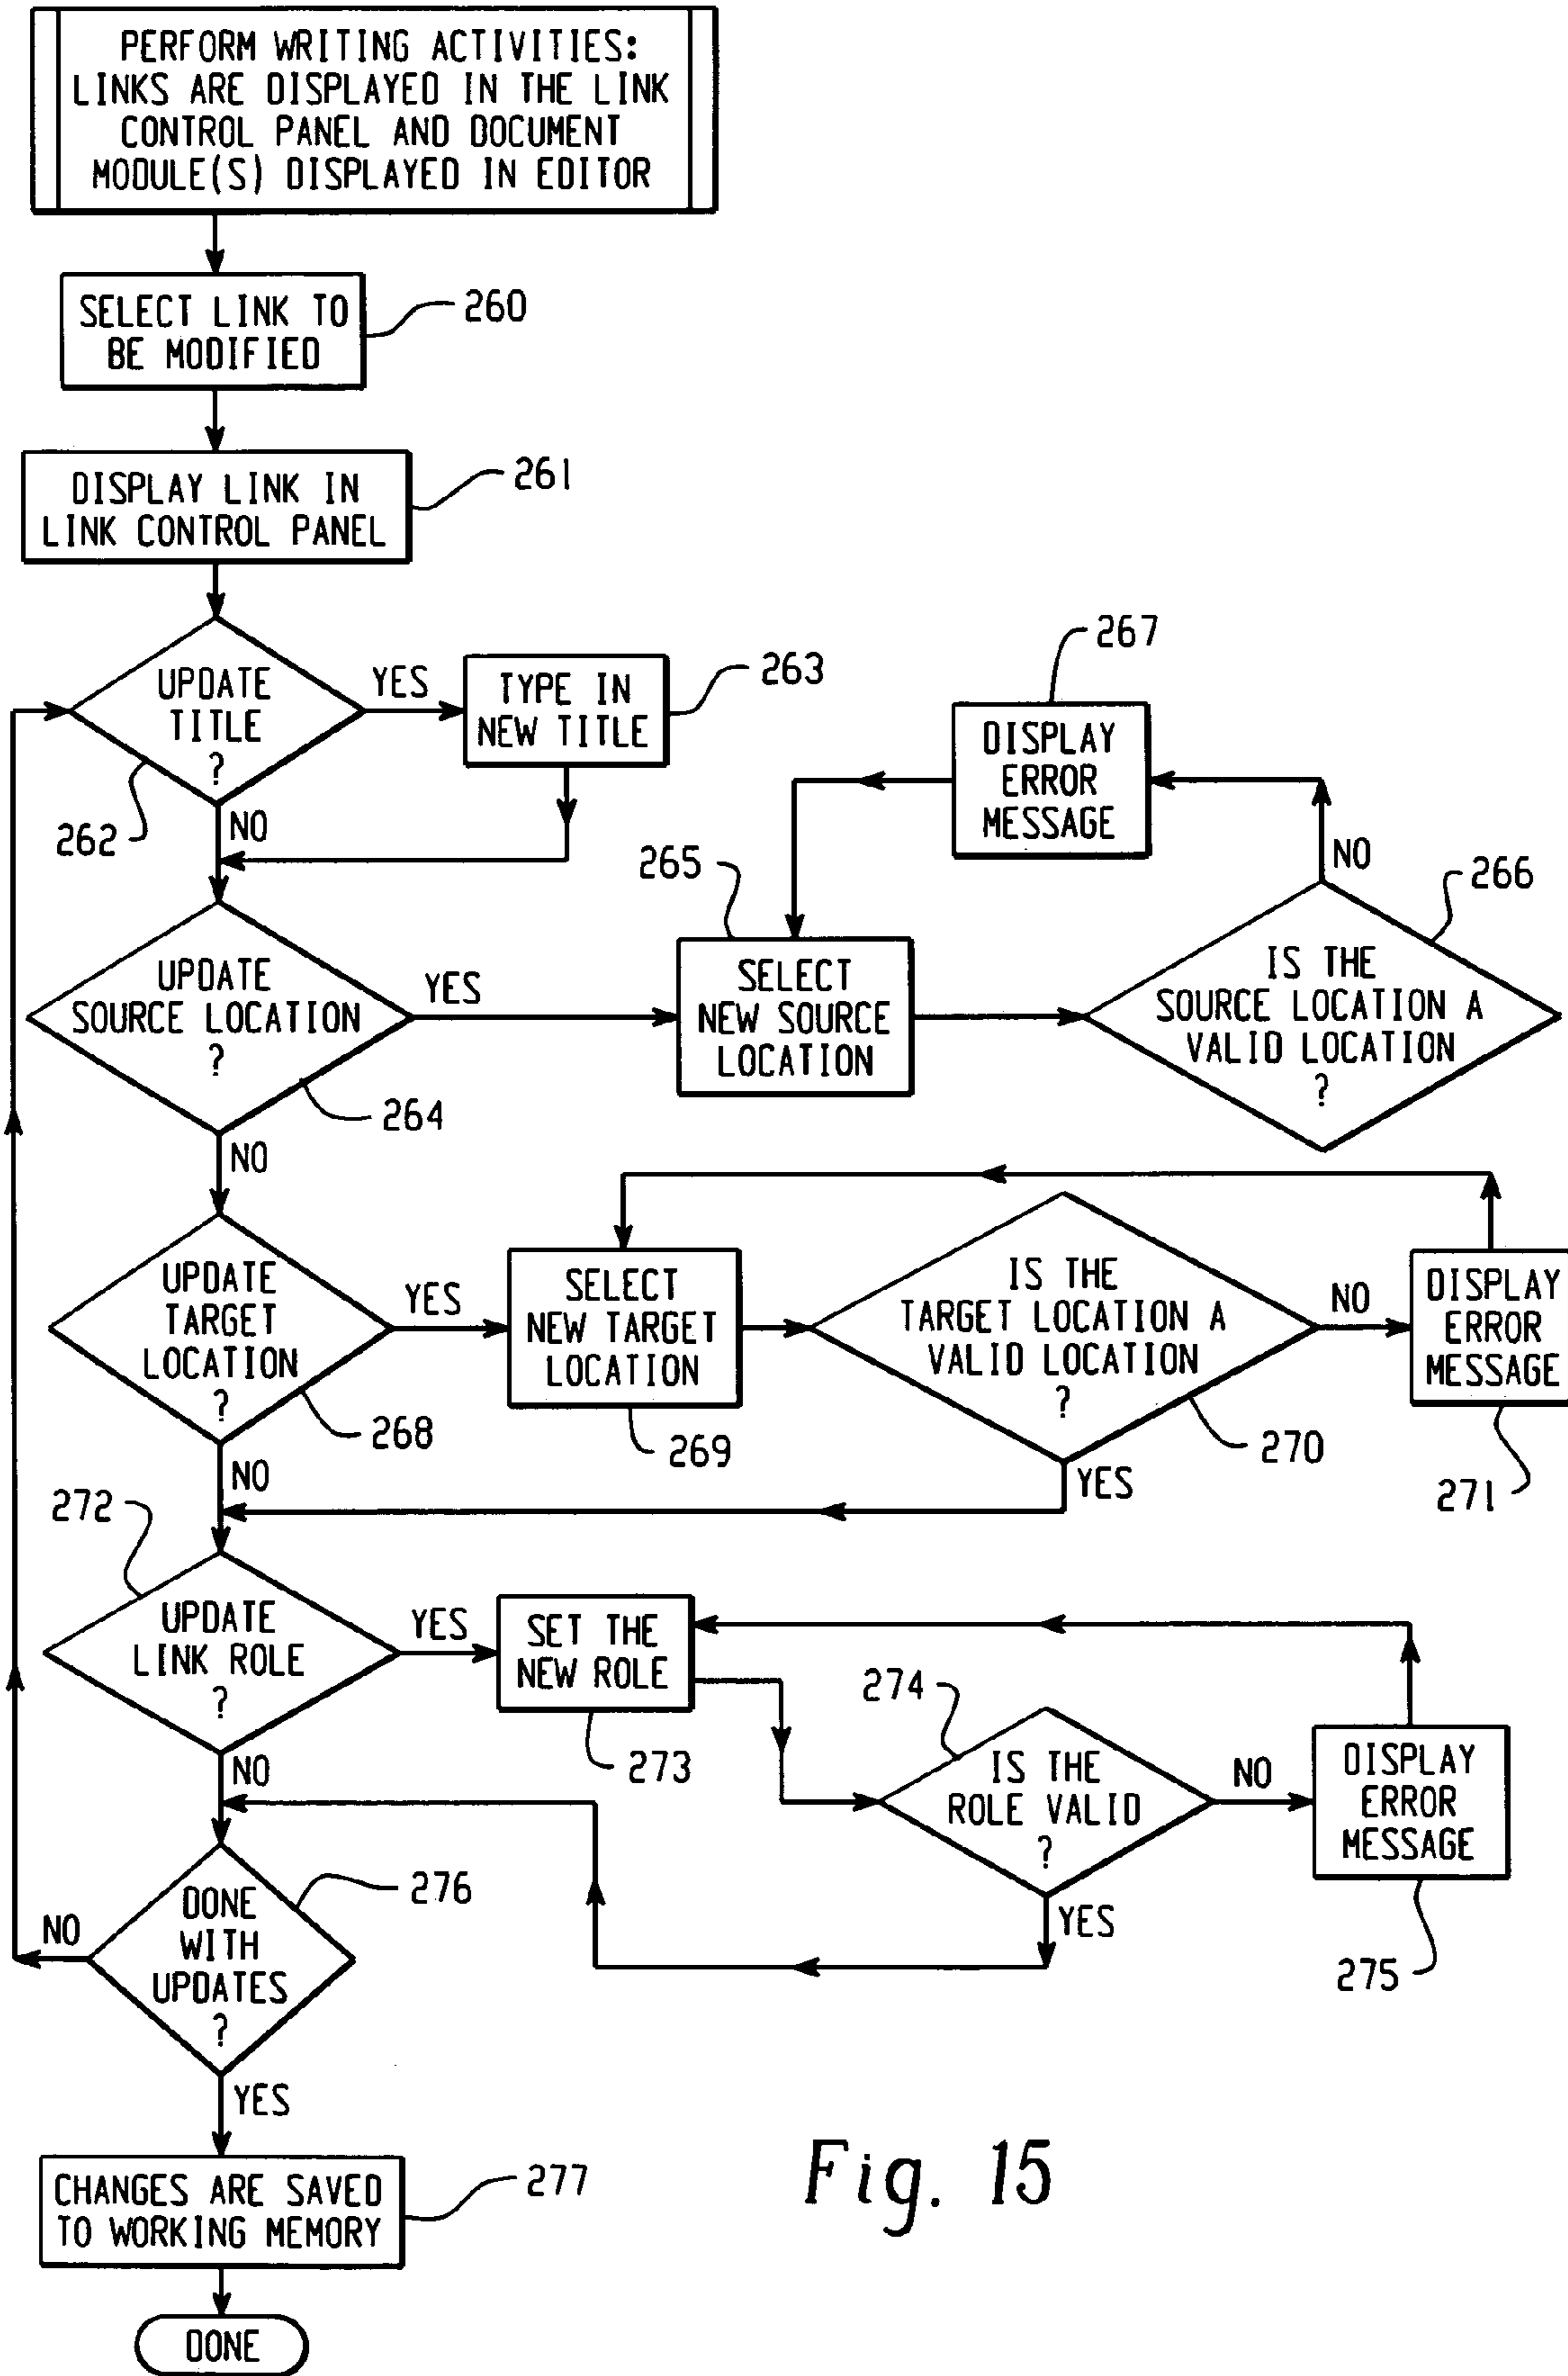 PERFORM WRITING ACTIVITIES:
LINKS ARE DISPLAYED IN THE LINK
CONTROL PANEL AND DOCUMENT
MODULE(S) DISPLAYED IN EDITOR
SELECT LINK TO
BE MODIFIED
260
DISPLAY LINK IN
LINK CONTROL PANEL
261
UPDATE
TITLE
?
262
YES
TYPE IN
NEW TITLE
263
NO
267
DISPLAY
ERROR
MESSAGE
NO
UPDATE
SOURCE LOCATION
?
264
YES
265
SELECT
NEW SOURCE
LOCATION
266
IS THE
SOURCE LOCATION A
VALID LOCATION
?
NO
UPDATE
TARGET
LOCATION
?
268
YES
SELECT
NEW TARGET
LOCATION
269
IS THE
TARGET LOCATION A
VALID LOCATION
?
270
NO
DISPLAY
ERROR
MESSAGE
271
YES
NO
272
UPDATE
LINK ROLE
?
YES
SET THE
NEW ROLE
273
274
IS THE
ROLE VALID
?
NO
DISPLAY
ERROR
MESSAGE
275
YES
NO
DONE
WITH
UPDATES
?
276
NO
YES
CHANGES ARE SAVED
TO WORKING MEMORY
277
DONE
Fig. 15